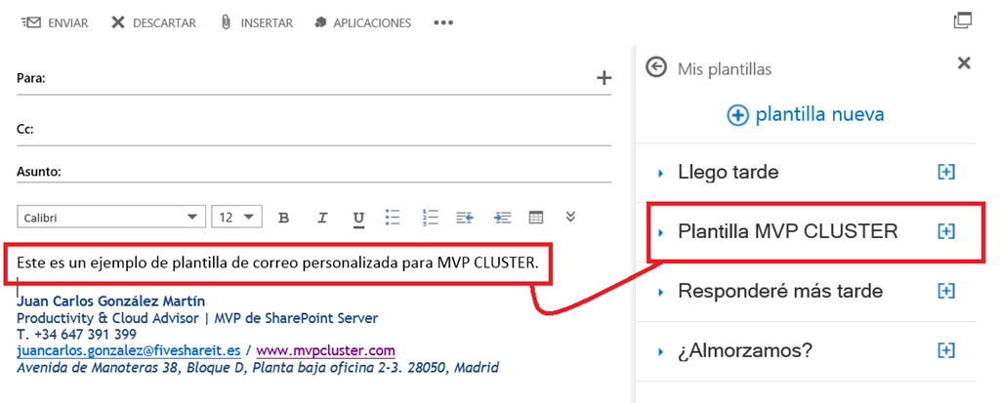 ENVIAR DESCARTAR INSERTAR APLICACIONES •••
Para:
Cc:
Asunto:
Calibri 12 B I U
Este es un ejemplo de plantilla de correo personalizada para MVP CLUSTER.
Juan Carlos González Martín
Productivity & Cloud Advisor | MVP de SharePoint Server
T. +34 647 391 399
juancarlos.gonzalez@fiveshareit.es / www.mvpcluster.com
Avenida de Manoteras 38, Bloque D, Planta baja oficina 2-3. 28050, Madrid
Mis plantillas
plantilla nueva
Llego tarde
Plantilla MVP CLUSTER
Responderé más tarde
¿Almorzamos?